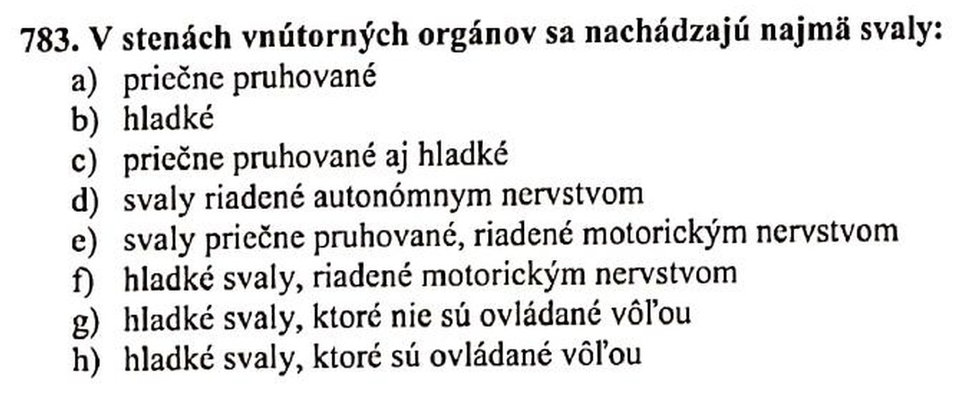 783. V stenách vnútorných orgánov sa nachádzajú najmä svaly:
a) priečne pruhované
b) hladké
c) priečne pruhované aj hladké
d) svaly riadené autonómnym nervstvom
e) svaly priečne pruhované, riadené motorickým nervstvom
f) hladké svaly, riadené motorickým nervstvom
g) hladké svaly, ktoré nie sú ovládané vôľou
h) hladké svaly, ktoré sú ovládané vôľou